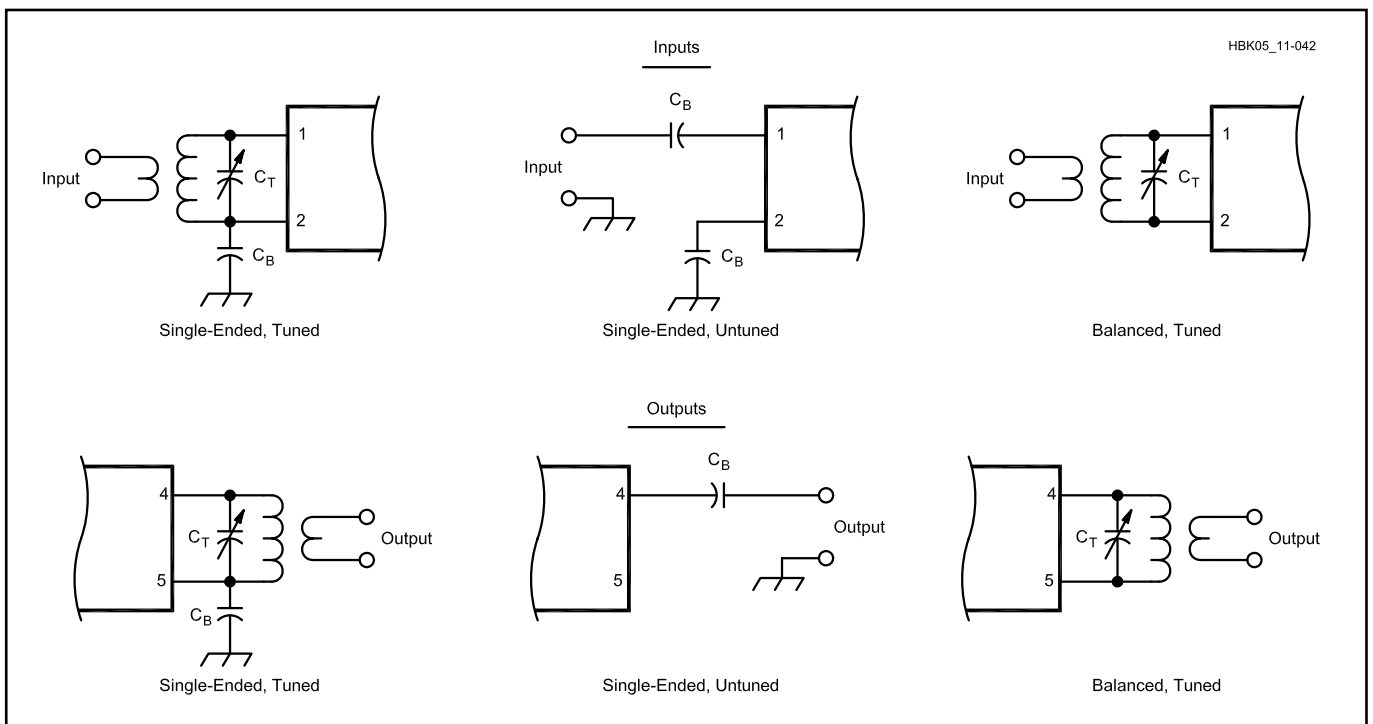 Inputs
HBK05_11-042
Input
C_T
1
2
C_B
Single-Ended, Tuned
C_B
Input
1
2
C_B
Single-Ended, Untuned
Input
C_T
1
2
Balanced, Tuned
Outputs
4
C_T
5
C_B
Output
Single-Ended, Tuned
C_B
4
5
Output
Single-Ended, Untuned
4
C_T
5
Output
Balanced, Tuned